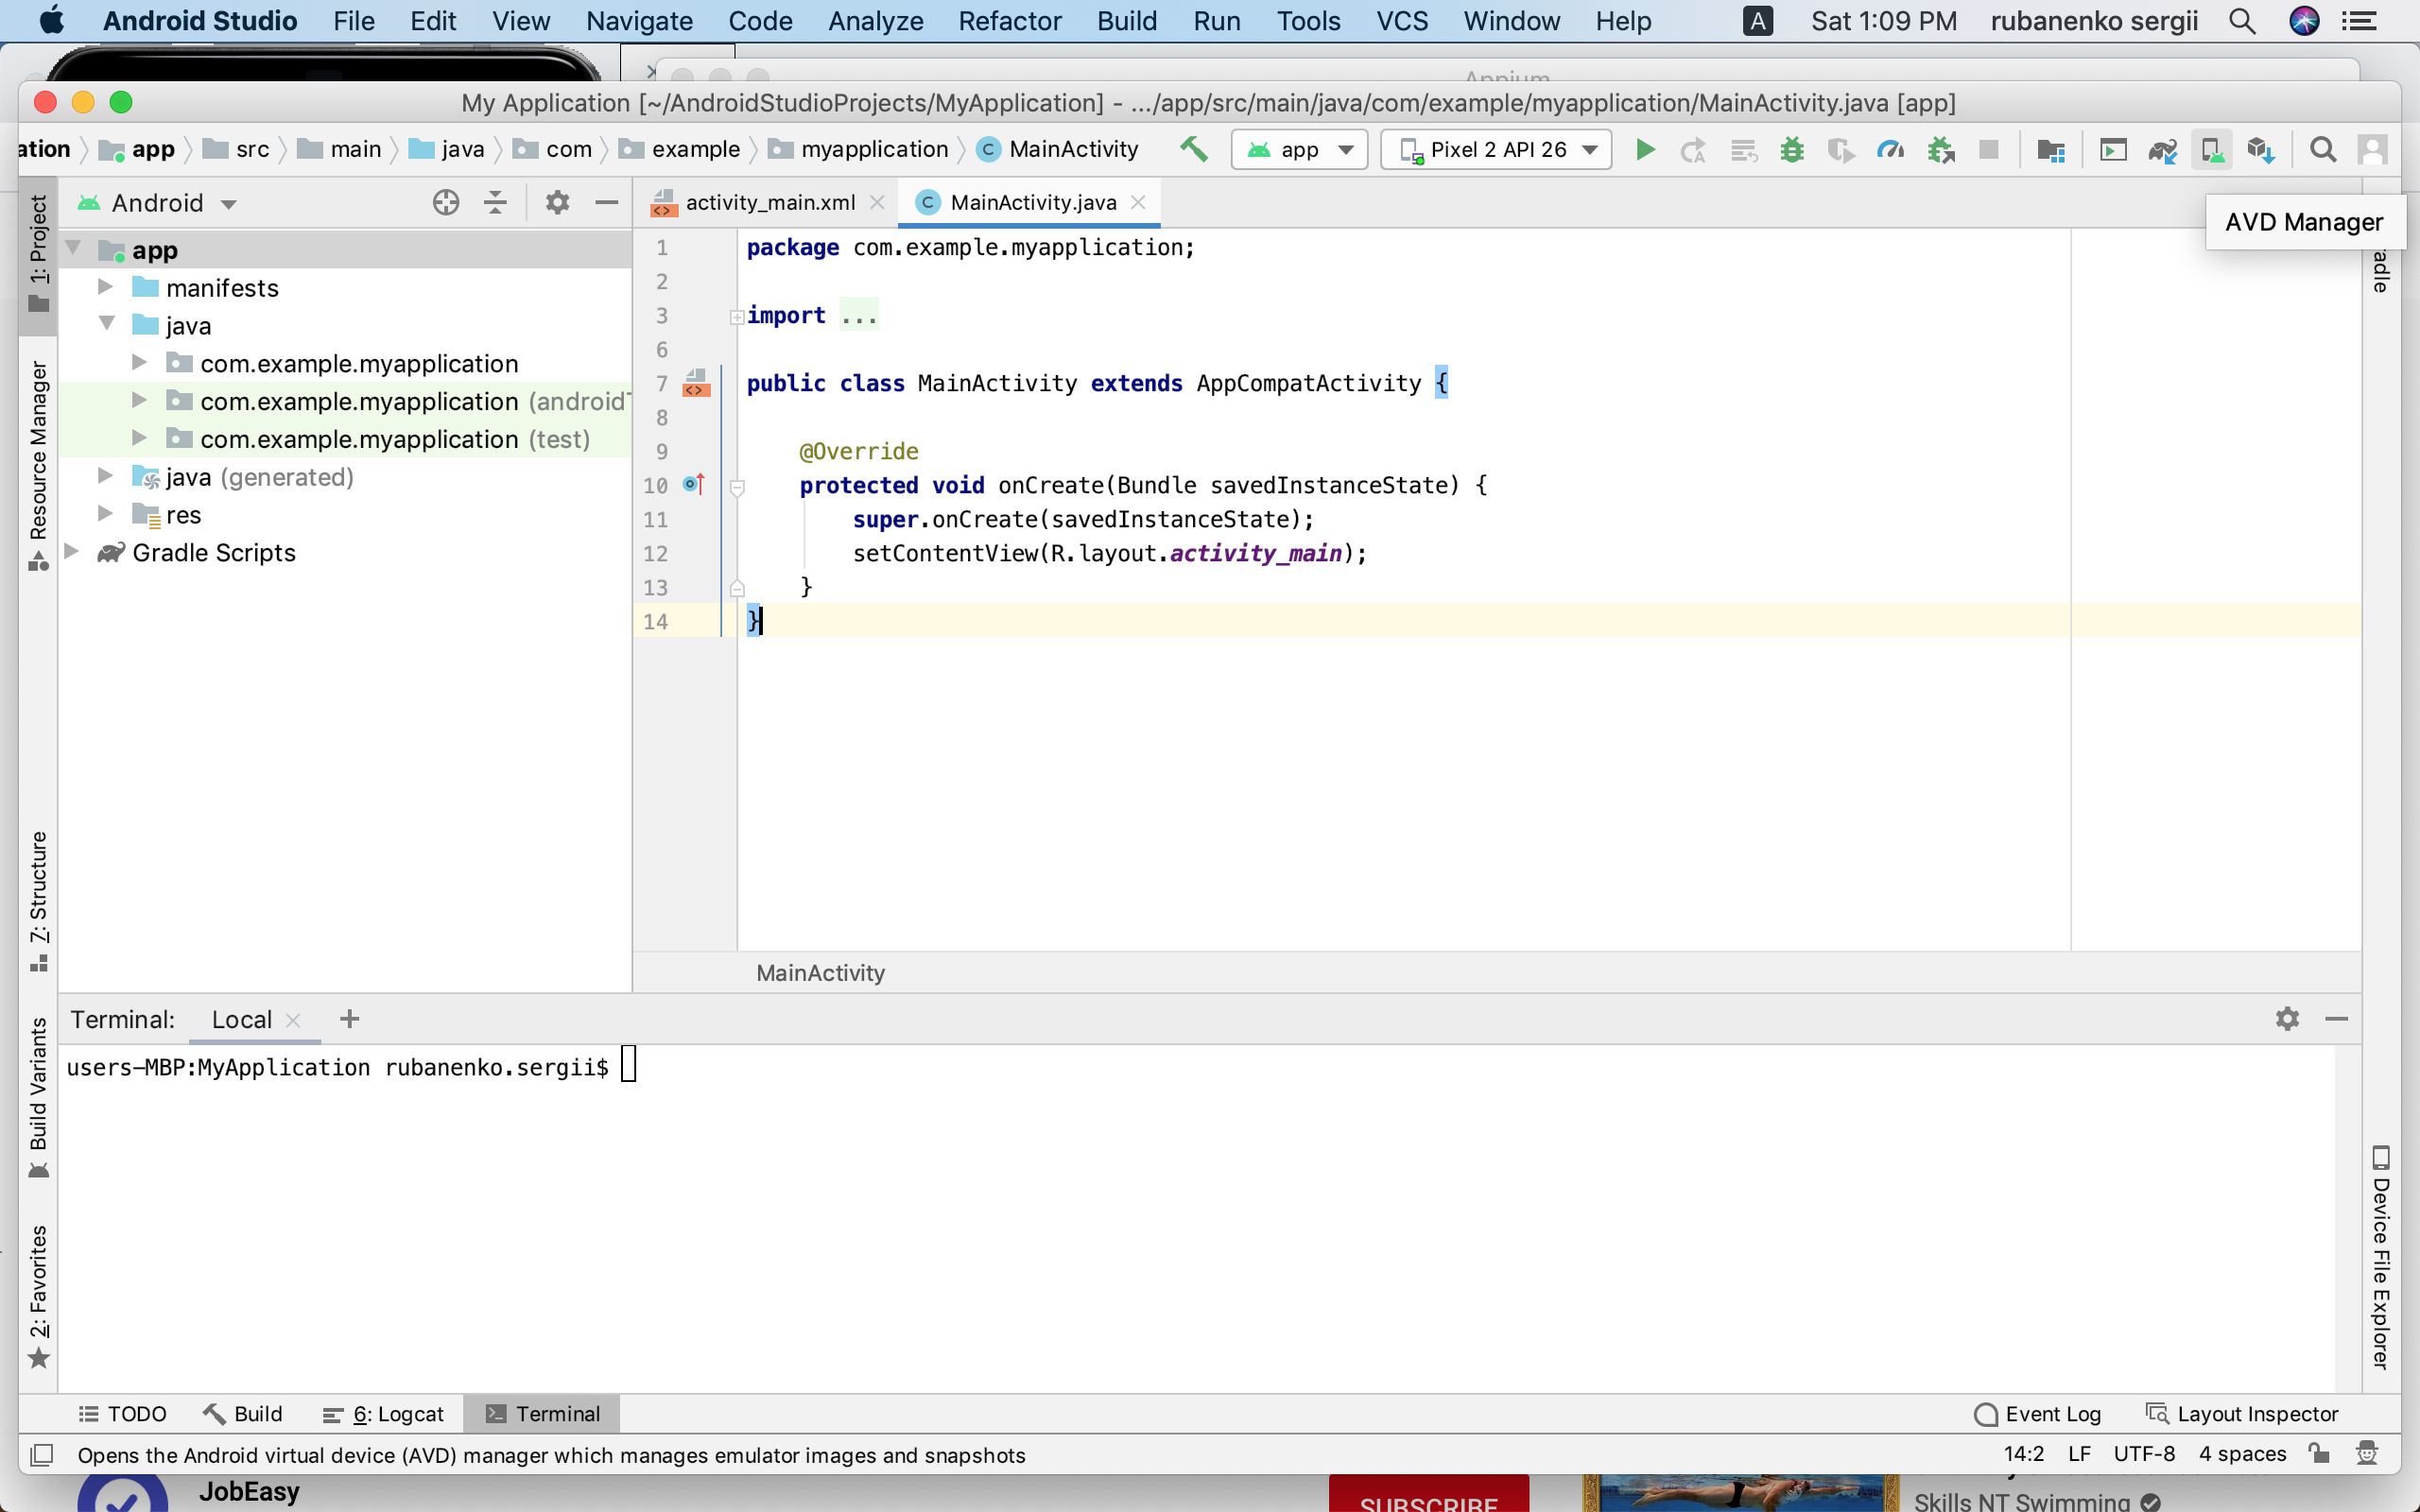 Android Studio File Edit View Navigate Code Analyze Refactor Build Run Tools VCS Window Help A Sat 1:09 PM rubanenko sergii
Appium
My Application [~/AndroidStudioProjects/MyApplication] - .../app/src/main/java/com/example/myapplication/MainActivity.java [app]
ation app src main java com example myapplication C MainActivity app Pixel 2 API 26
AVD Manager
Android
activity_main.xml C MainActivity.java
1: Project
Resource Manager
7: Structure
Build Variants
2: Favorites
app
manifests
java
com.example.myapplication
com.example.myapplication (androidT
com.example.myapplication (test)
java (generated)
res
Gradle Scripts
1 package com.example.myapplication;
2
3 import ...
6
7 public class MainActivity extends AppCompatActivity {
8
9 @Override
10 protected void onCreate(Bundle savedInstanceState) {
11 super.onCreate(savedInstanceState);
12 setContentView(R.layout.activity_main);
13 }
14 }
MainActivity
adle
Device File Explorer
Terminal: Local
users-MBP:MyApplication rubanenko.sergii$
TODO Build 6: Logcat Terminal Event Log Layout Inspector
Opens the Android virtual device (AVD) manager which manages emulator images and snapshots 14:2 LF UTF-8 4 spaces
JobEasy
SUBSCRIBE
Skills NT Swimming